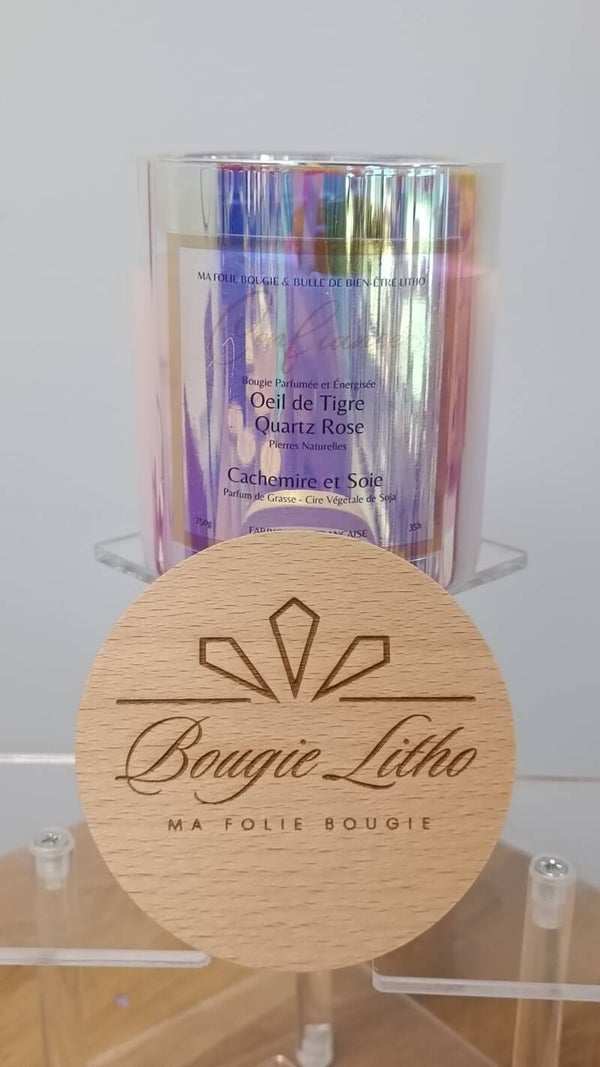 MA FOLIE BOUGIE & BULLE DE BIEN-ÊTRE LITHO
Confiance
Bougie Parfumée et Énergisée
Oeil de Tigre
Quartz Rose
Pierres Naturelles
Cachemire et Soie
Parfum de Grasse - Cire Végétale de Soja
250g 35h
Bougie Litho
MA FOLIE BOUGIE